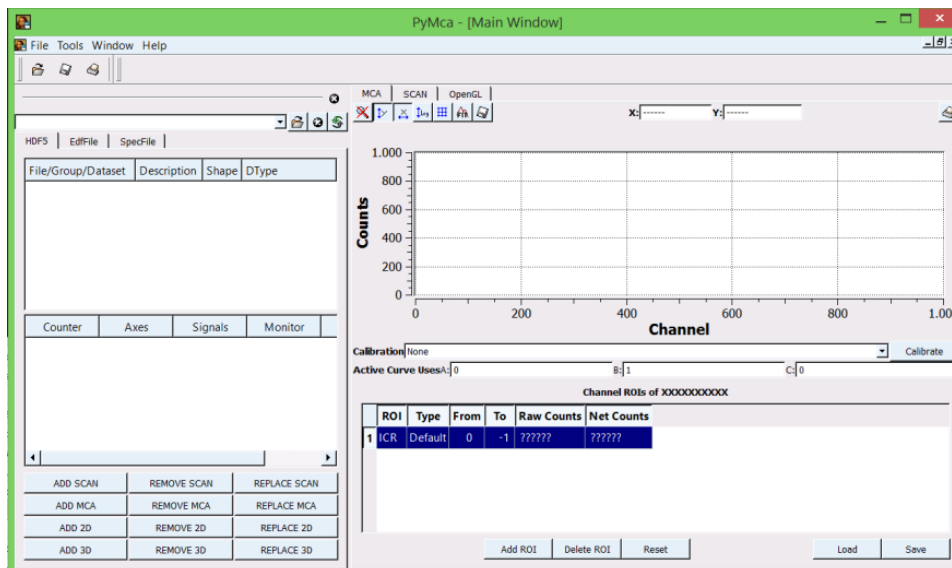 PyMca - [Main Window]
File Tools Window Help
MCA SCAN OpenGL
X: ------ Y: ------
HDF5 EdfFile SpecFile
File/Group/Dataset Description Shape DType
1.000
800
600
400
200
0
Counts
0 200 400 600 800 1.00
Channel
Counter Axes Signals Monitor
Calibration None Calibrate
Active Curve Uses A: 0 B: 1 C: 0
Channel ROIs of XXXXXXXXXX
ROI Type From To Raw Counts Net Counts
1 ICR Default 0 -1 ?????? ??????
ADD SCAN REMOVE SCAN REPLACE SCAN
ADD MCA REMOVE MCA REPLACE MCA
ADD 2D REMOVE 2D REPLACE 2D
ADD 3D REMOVE 3D REPLACE 3D
Add ROI Delete ROI Reset Load Save